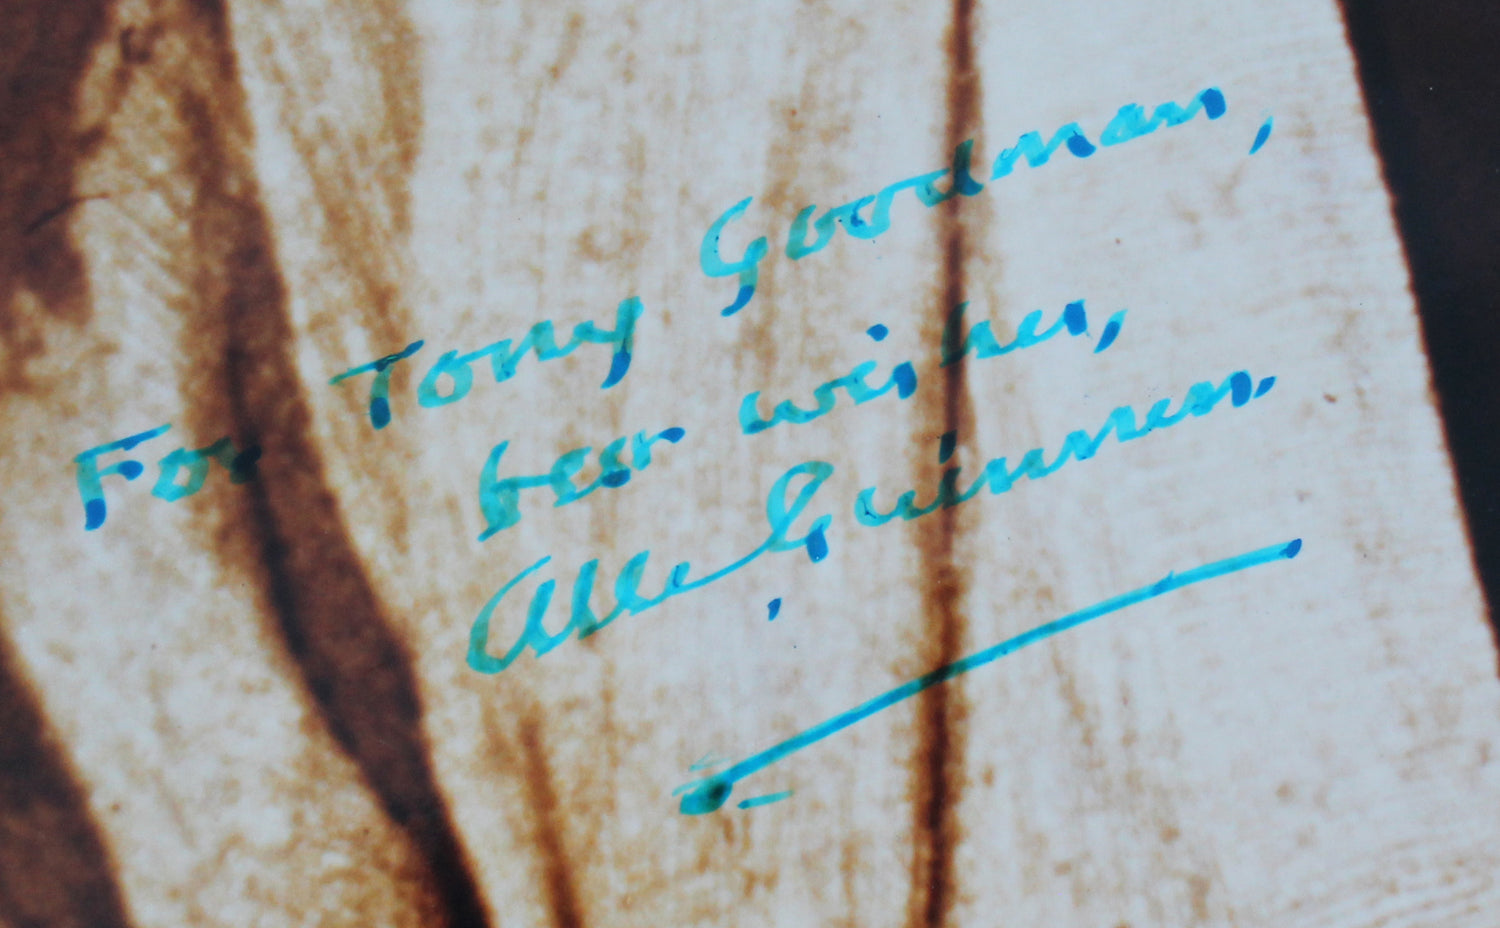 For Tony Goodman,
best wishes,
Alec Guinness.